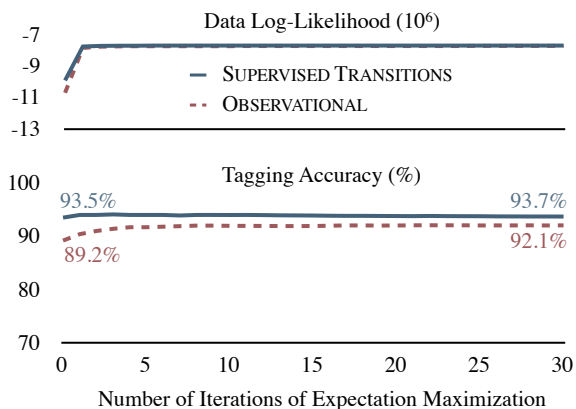 Data Log-Likelihood (10⁶)
-7
-9
-11
-13
SUPERVISED TRANSITIONS
OBSERVATIONAL
Tagging Accuracy (%)
100
90
80
70
93.5%
93.7%
89.2%
92.1%
0 5 10 15 20 25 30
Number of Iterations of Expectation Maximization